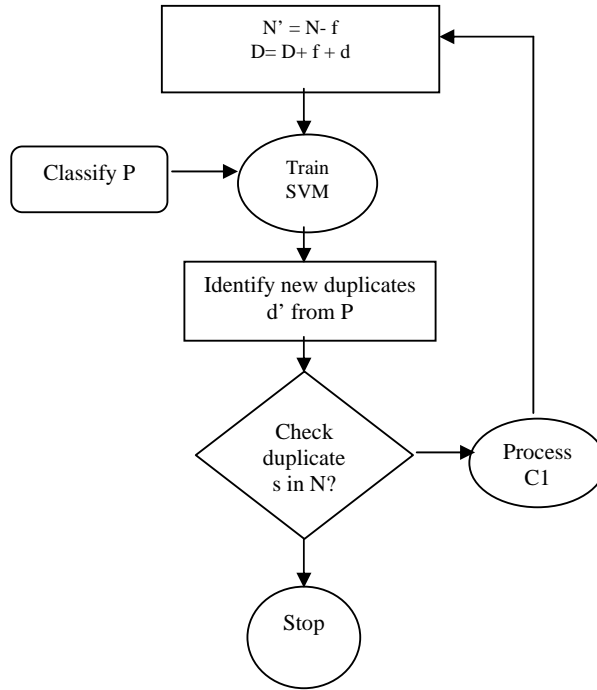 N’ = N- f
D= D+ f + d
Classify P
Train
SVM
Identify new duplicates
d’ from P
Check
duplicate
s in N?
Process
C1
Stop